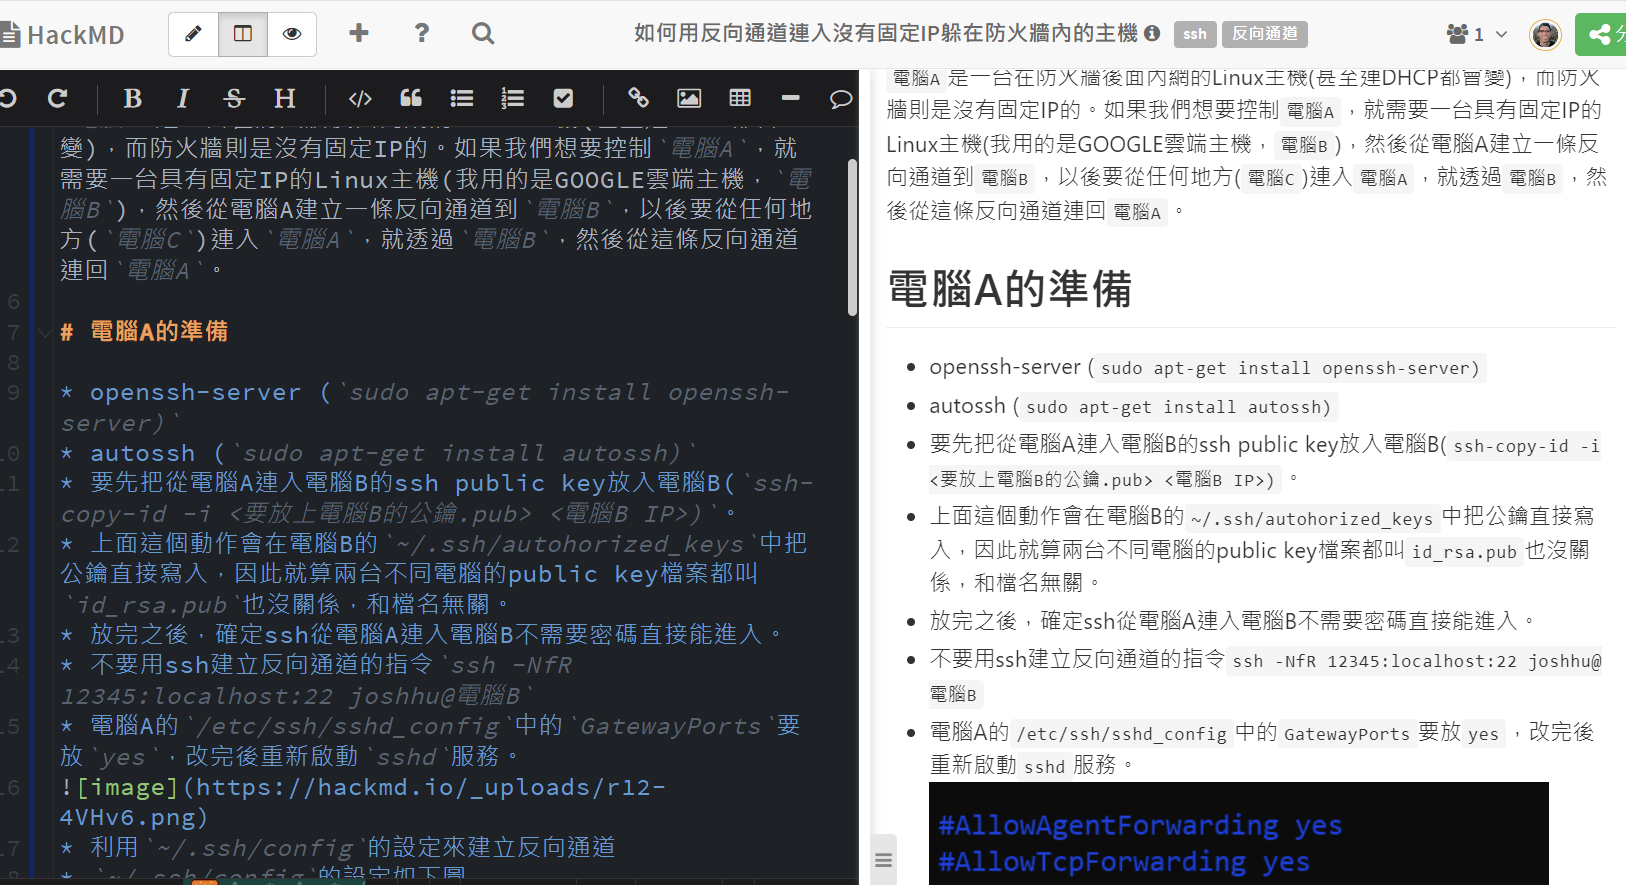 HackMD
如何用反向通道連入沒有固定IP躲在防火牆內的主機 ssh 反向通道
1
分
B I S H
變)，而防火牆則是沒有固定IP的。如果我們想要控制`電腦A`，就
需要一台具有固定IP的Linux主機(我用的是GOOGLE雲端主機，`電
腦B`)，然後從電腦A建立一條反向通道到`電腦B`，以後要從任何地
方(`電腦C`)連入`電腦A`，就透過`電腦B`，然後從這條反向通道
連回`電腦A`。
6
7 # 電腦A的準備
8
9 * openssh-server (`sudo apt-get install openssh-
server)`
10 * autossh (`sudo apt-get install autossh)`
11 * 要先把從電腦A連入電腦B的ssh public key放入電腦B(`ssh-
copy-id -i <要放上電腦B的公鑰.pub> <電腦B IP>)`。
12 * 上面這個動作會在電腦B的`~/.ssh/autohorized_keys`中把
公鑰直接寫入，因此就算兩台不同電腦的public key檔案都叫
`id_rsa.pub`也沒關係，和檔名無關。
13 * 放完之後，確定ssh從電腦A連入電腦B不需要密碼直接能進入。
14 * 不要用ssh建立反向通道的指令`ssh -NfR
12345:localhost:22 joshhu@電腦B`
15 * 電腦A的`/etc/ssh/sshd_config`中的`GatewayPorts`要
放`yes`，改完後重新啟動`sshd`服務。
16 ![image](https://hackmd.io/_uploads/r12-
4VHv6.png)
17 * 利用`~/.ssh/config`的設定來建立反向通道
18 * `~/.ssh/config`的設定如下圖
電腦A 是一台在防火牆後面內網的Linux主機(甚至連DHCP都會變)，而防火
牆則是沒有固定IP的。如果我們想要控制 電腦A ，就需要一台具有固定IP的
Linux主機(我用的是GOOGLE雲端主機， 電腦B )，然後從電腦A建立一條反
向通道到 電腦B ，以後要從任何地方( 電腦C )連入 電腦A ，就透過 電腦B ，然
後從這條反向通道連回 電腦A 。
電腦A的準備
• openssh-server ( sudo apt-get install openssh-server)
• autossh ( sudo apt-get install autossh)
• 要先把從電腦A連入電腦B的ssh public key放入電腦B( ssh-copy-id -i
<要放上電腦B的公鑰.pub> <電腦B IP>) 。
• 上面這個動作會在電腦B的 ~/.ssh/autohorized_keys 中把公鑰直接寫
入，因此就算兩台不同電腦的public key檔案都叫 id_rsa.pub 也沒關
係，和檔名無關。
• 放完之後，確定ssh從電腦A連入電腦B不需要密碼直接能進入。
• 不要用ssh建立反向通道的指令 ssh -NfR 12345:localhost:22 joshhu@
電腦B
• 電腦A的 /etc/ssh/sshd_config 中的 GatewayPorts 要放 yes ，改完後
重新啟動 sshd 服務。
#AllowAgentForwarding yes
#AllowTcpForwarding yes